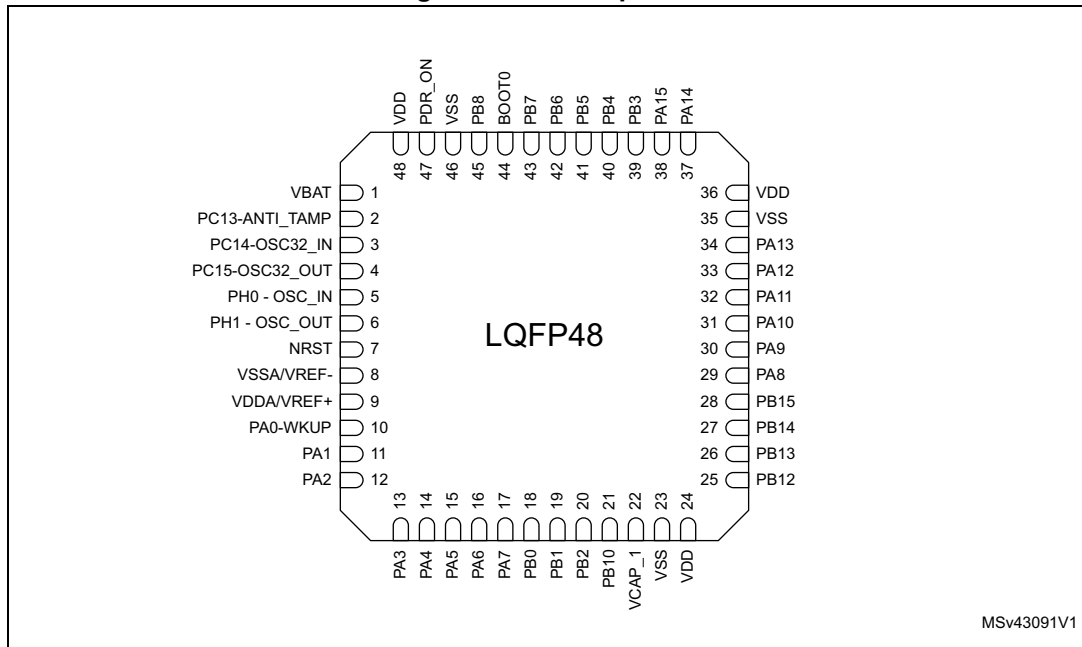 VDD
PDR_ON
VSS
PB8
BOOT0
PB7
PB6
PB5
PB4
PB3
PA15
PA14
48
47
46
45
44
43
42
41
40
39
38
37
VBAT 1
PC13-ANTI_TAMP 2
PC14-OSC32_IN 3
PC15-OSC32_OUT 4
PH0 - OSC_IN 5
PH1 - OSC_OUT 6
NRST 7
VSSA/VREF- 8
VDDA/VREF+ 9
PA0-WKUP 10
PA1 11
PA2 12
LQFP48
36 VDD
35 VSS
34 PA13
33 PA12
32 PA11
31 PA10
30 PA9
29 PA8
28 PB15
27 PB14
26 PB13
25 PB12
13
14
15
16
17
18
19
20
21
22
23
24
PA3
PA4
PA5
PA6
PA7
PB0
PB1
PB2
PB10
VCAP_1
VSS
VDD
MSv43091V1